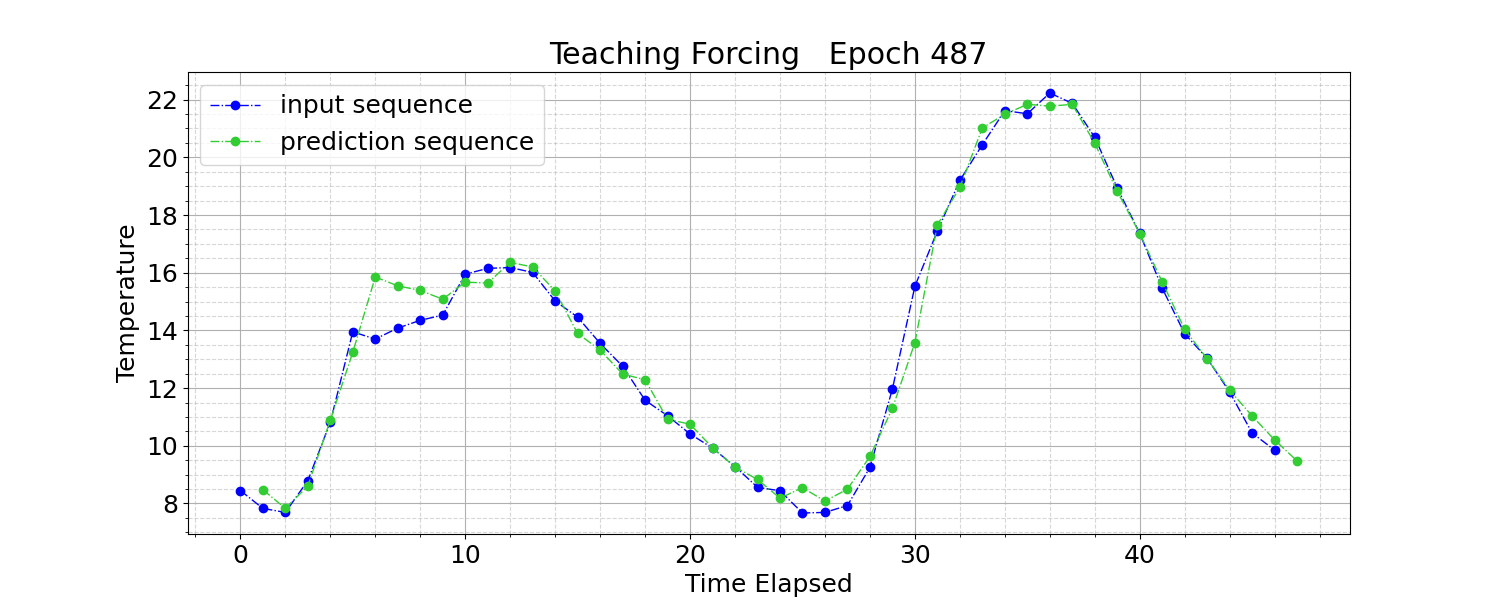 Teaching Forcing   Epoch 487
input sequence
prediction sequence
22
20
18
16
14
12
10
8
Temperature
0 10 20 30 40
Time Elapsed